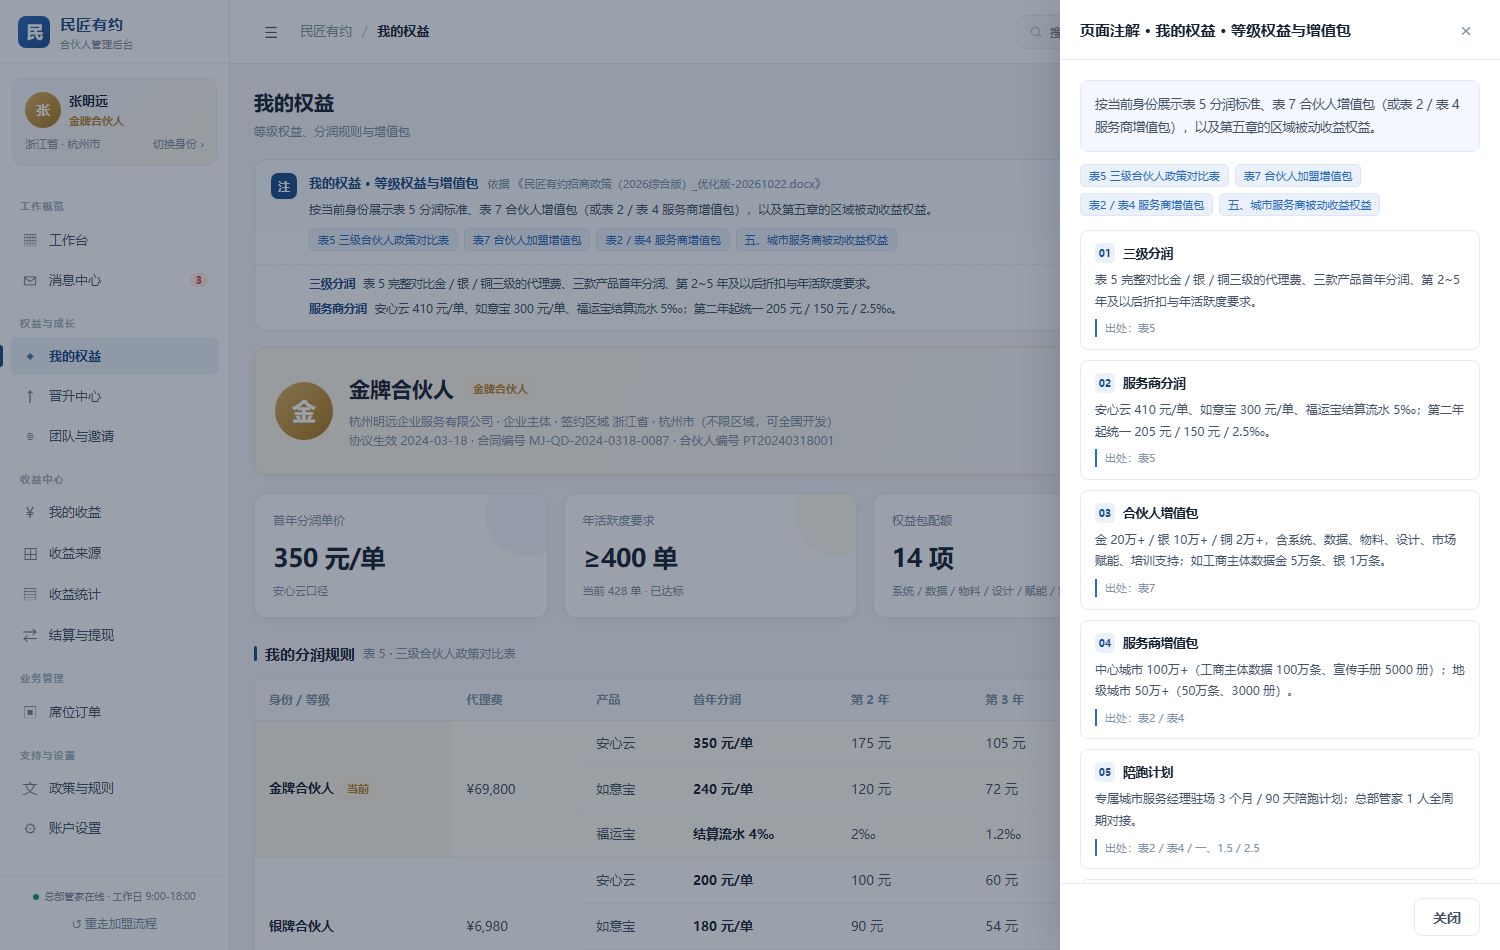 民
民匠有约
合伙人管理后台
张
张明远
金牌合伙人
浙江省 · 杭州市
切换身份 ›
工作概览
工作台
消息中心
3
权益与成长
我的权益
晋升中心
团队与邀请
收益中心
我的收益
收益来源
收益统计
结算与提现
业务管理
席位订单
支持与设置
政策与规则
账户设置
总部管家在线 · 工作日 9:00-18:00
↺ 重走加盟流程
民匠有约 / 我的权益
搜
我的权益
等级权益、分润规则与增值包
注
我的权益 • 等级权益与增值包 依据 《民匠有约招商政策（2026综合版）_优化版-20261022.docx》
按当前身份展示表 5 分润标准、表 7 合伙人增值包（或表 2 / 表 4 服务商增值包），以及第五章的区域被动收益权益。
表5 三级合伙人政策对比表
表7 合伙人加盟增值包
表2 / 表4 服务商增值包
五、城市服务商被动收益权益
三级分润 表 5 完整对比金 / 银 / 铜三级的代理费、三款产品首年分润、第 2~5 年及以后折扣与年活跃度要求。
服务商分润 安心云 410 元/单、如意宝 300 元/单、福运宝结算流水 5‰；第二年起统一 205 元 / 150 元 / 2.5‰。
金
金牌合伙人
金牌合伙人
杭州明远企业服务有限公司 · 企业主体 · 签约区域 浙江省 · 杭州市（不限区域，可全国开发）
协议生效 2024-03-18 · 合同编号 MJ-QD-2024-0318-0087 · 合伙人编号 PT20240318001
首年分润单价
350 元/单
安心云口径
年活跃度要求
≥400 单
当前 428 单 · 已达标
权益包配额
14 项
系统 / 数据 / 物料 / 设计 / 赋能 /
我的分润规则 表 5 · 三级合伙人政策对比表
身份 / 等级 代理费 产品 首年分润 第 2 年 第 3 年
金牌合伙人 当前 ¥69,800
安心云 350 元/单 175 元 105 元
如意宝 240 元/单 120 元 72 元
福运宝 结算流水 4‰ 2‰ 1.2‰
安心云 200 元/单 100 元 60 元
银牌合伙人 ¥6,980 如意宝 180 元/单 90 元 54 元
页面注解 • 我的权益 • 等级权益与增值包
×
按当前身份展示表 5 分润标准、表 7 合伙人增值包（或表 2 / 表 4
服务商增值包），以及第五章的区域被动收益权益。
表5 三级合伙人政策对比表
表7 合伙人加盟增值包
表2 / 表4 服务商增值包
五、城市服务商被动收益权益
01 三级分润
表 5 完整对比金 / 银 / 铜三级的代理费、三款产品首年分润、第 2~5
年及以后折扣与年活跃度要求。
出处：表5
02 服务商分润
安心云 410 元/单、如意宝 300 元/单、福运宝结算流水 5‰；第二年
起统一 205 元 / 150 元 / 2.5‰。
出处：表5
03 合伙人增值包
金 20万+ / 银 10万+ / 铜 2万+，含系统、数据、物料、设计、市场
赋能、培训支持；如工商主体数据金 5万条、银 1万条。
出处：表7
04 服务商增值包
中心城市 100万+（工商主体数据 100万条、宣传手册 5000 册）；地
级城市 50万+（50万条、3000 册）。
出处：表2 / 表4
05 陪跑计划
专属城市服务经理驻场 3 个月 / 90 天陪跑计划；总部管家 1 人全周
期对接。
出处：表2 / 表4 / 一、1.5 / 2.5
关闭